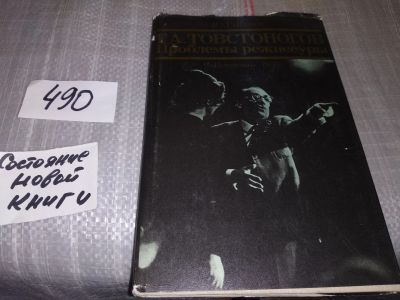 Г.А.ТОВСТОНОГОВ
Проблемы режиссуры
490
Состояние
новой
книги